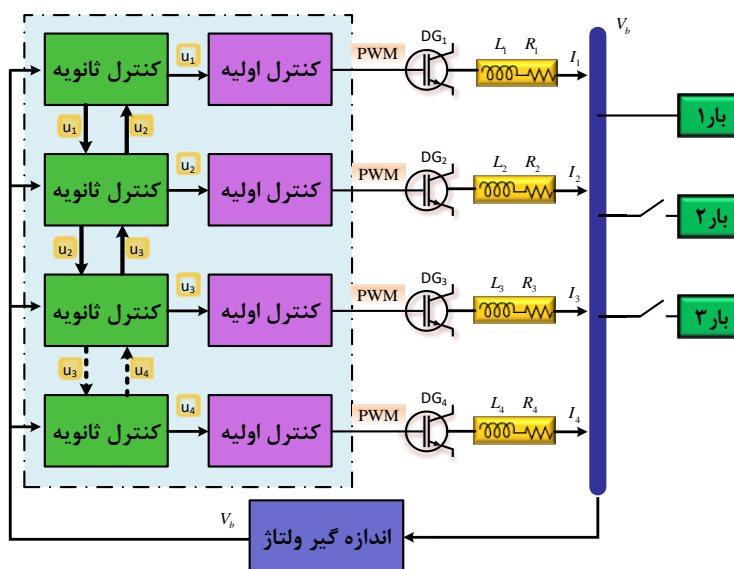 DG₁
V_b
u₁
PWM
L₁ R₁
I₁
کنترل ثانویه
کنترل اولیه
بار۱
u₁
u₂
DG₂
u₂
PWM
L₂ R₂
I₂
کنترل ثانویه
کنترل اولیه
بار۲
u₂
u₃
DG₃
u₃
PWM
L₃ R₃
I₃
کنترل ثانویه
کنترل اولیه
بار۳
u₃
u₄
DG₄
u₄
PWM
L₄ R₄
I₄
کنترل ثانویه
کنترل اولیه
V_b
اندازه گیر ولتاژ